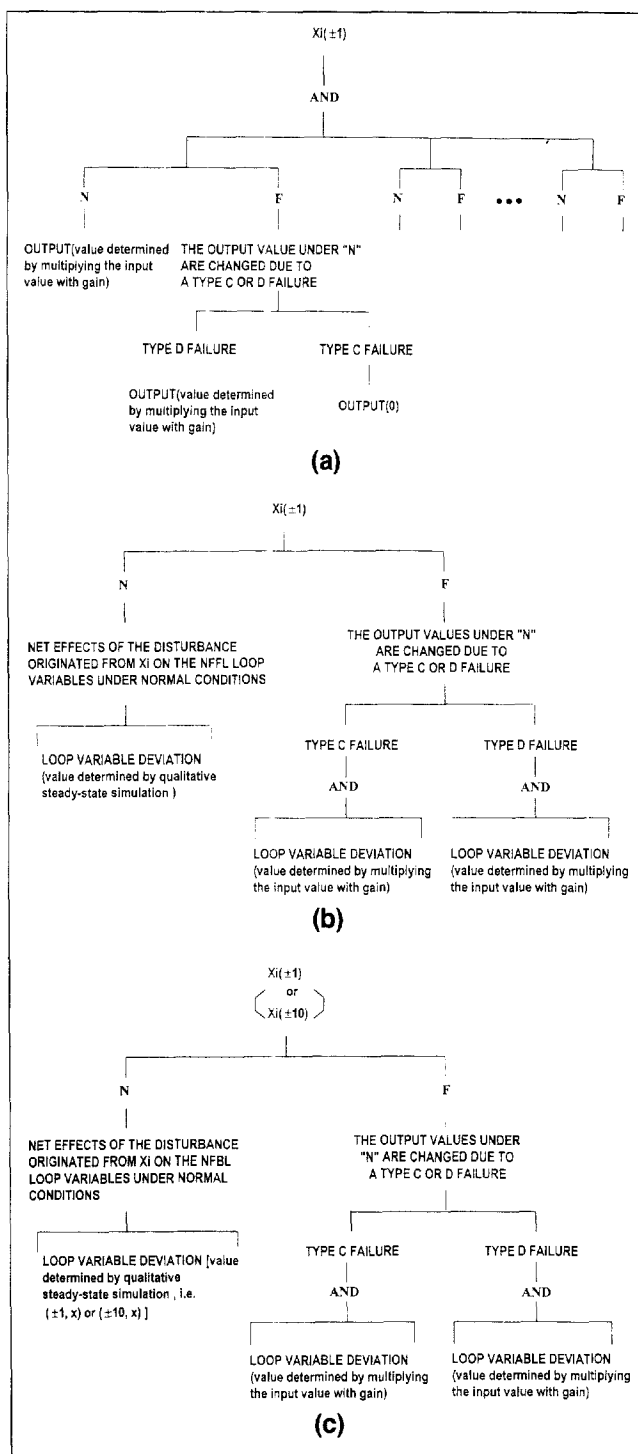 Xi(±1)
AND
N F N F ••• N F
OUTPUT(value determined
by multiplying the input
value with gain)
THE OUTPUT VALUE UNDER "N"
ARE CHANGED DUE TO
A TYPE C OR D FAILURE
TYPE D FAILURE
TYPE C FAILURE
OUTPUT(value determined
by multiplying the input
value with gain)
OUTPUT(0)
(a)
Xi(±1)
N F
NET EFFECTS OF THE DISTURBANCE
ORIGINATED FROM Xi ON THE NFFL LOOP
VARIABLES UNDER NORMAL CONDITIONS
LOOP VARIABLE DEVIATION
(value determined by qualitative
steady-state simulation )
THE OUTPUT VALUES UNDER "N"
ARE CHANGED DUE TO
A TYPE C OR D FAILURE
TYPE C FAILURE
TYPE D FAILURE
AND
AND
LOOP VARIABLE DEVIATION
(value determined by multiplying
the input value with gain)
LOOP VARIABLE DEVIATION
(value determined by multiplying
the input value with gain)
(b)
Xi(±1)
or
Xi(±10)
N F
NET EFFECTS OF THE DISTURBANCE
ORIGINATED FROM Xi ON THE NFBL
LOOP VARIABLES UNDER NORMAL
CONDITIONS
LOOP VARIABLE DEVIATION [value
determined by qualitative
steady-state simulation , i.e.
(±1, x) or (±10, x) ]
THE OUTPUT VALUES UNDER
"N" ARE CHANGED DUE TO
A TYPE C OR D FAILURE
TYPE C FAILURE
TYPE D FAILURE
AND
AND
LOOP VARIABLE DEVIATION
(value determined by multiplying
the input value with gain)
LOOP VARIABLE DEVIATION
(value determined by multiplying
the input value with gain)
(c)